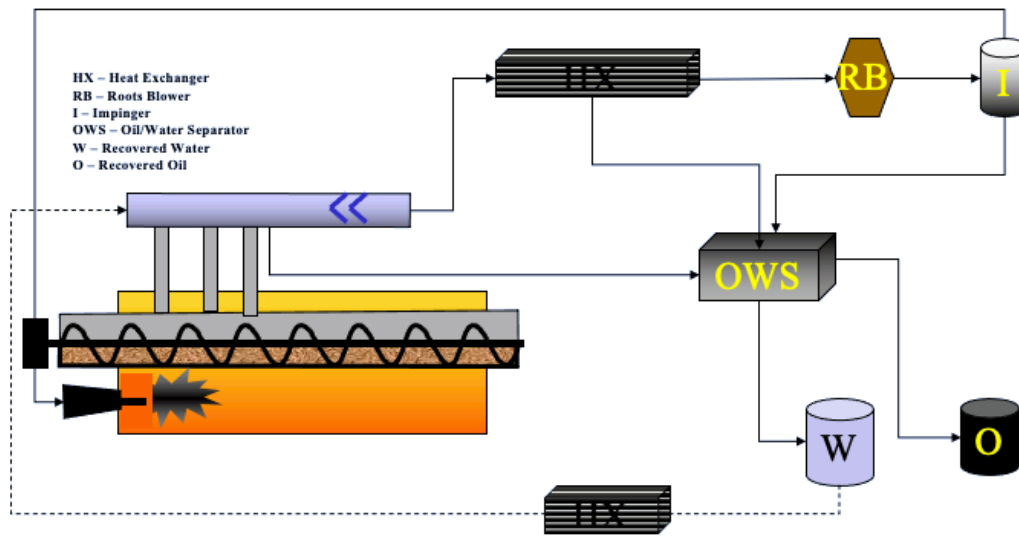 HX – Heat Exchanger
RB – Roots Blower
I – Impinger
OWS – Oil/Water Separator
W – Recovered Water
O – Recovered Oil
HX
RB
I
OWS
W
O
HX